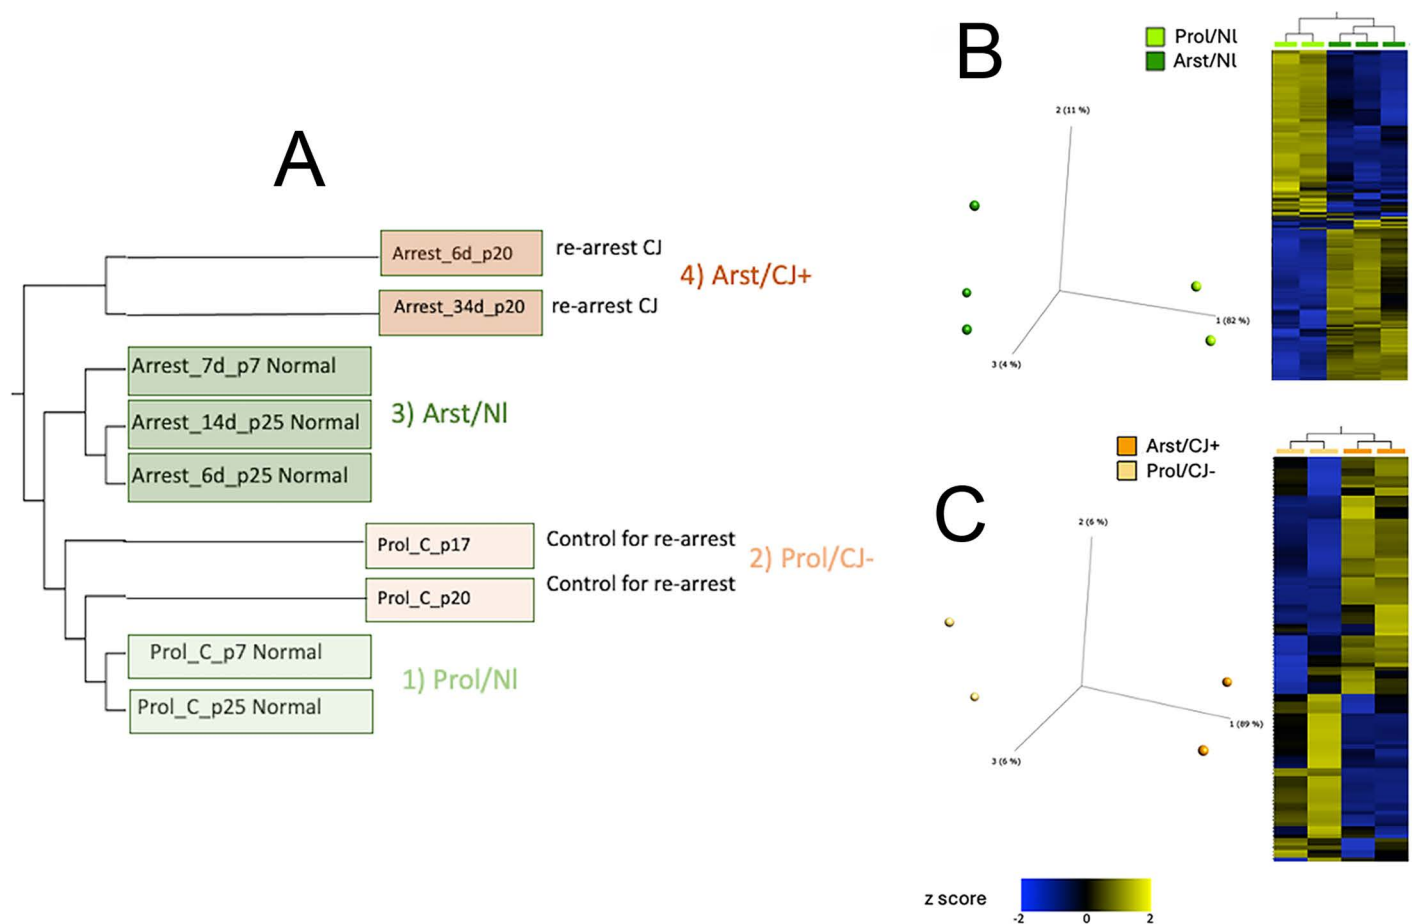 A
Arrest_6d_p20
re-arrest CJ
4) Arst/CJ+
Arrest_34d_p20
re-arrest CJ
Arrest_7d_p7 Normal
3) Arst/Nl
Arrest_14d_p25 Normal
Arrest_6d_p25 Normal
Prol_C_p17
Control for re-arrest
2) Prol/CJ-
Prol_C_p20
Control for re-arrest
Prol_C_p7 Normal
1) Prol/Nl
Prol_C_p25 Normal
B
Prol/Nl
Arst/Nl
2 (11 %)
1 (82 %)
3 (4 %)
C
Arst/CJ+
Prol/CJ-
2 (6 %)
1 (89 %)
3 (6 %)
z score
-2 0 2